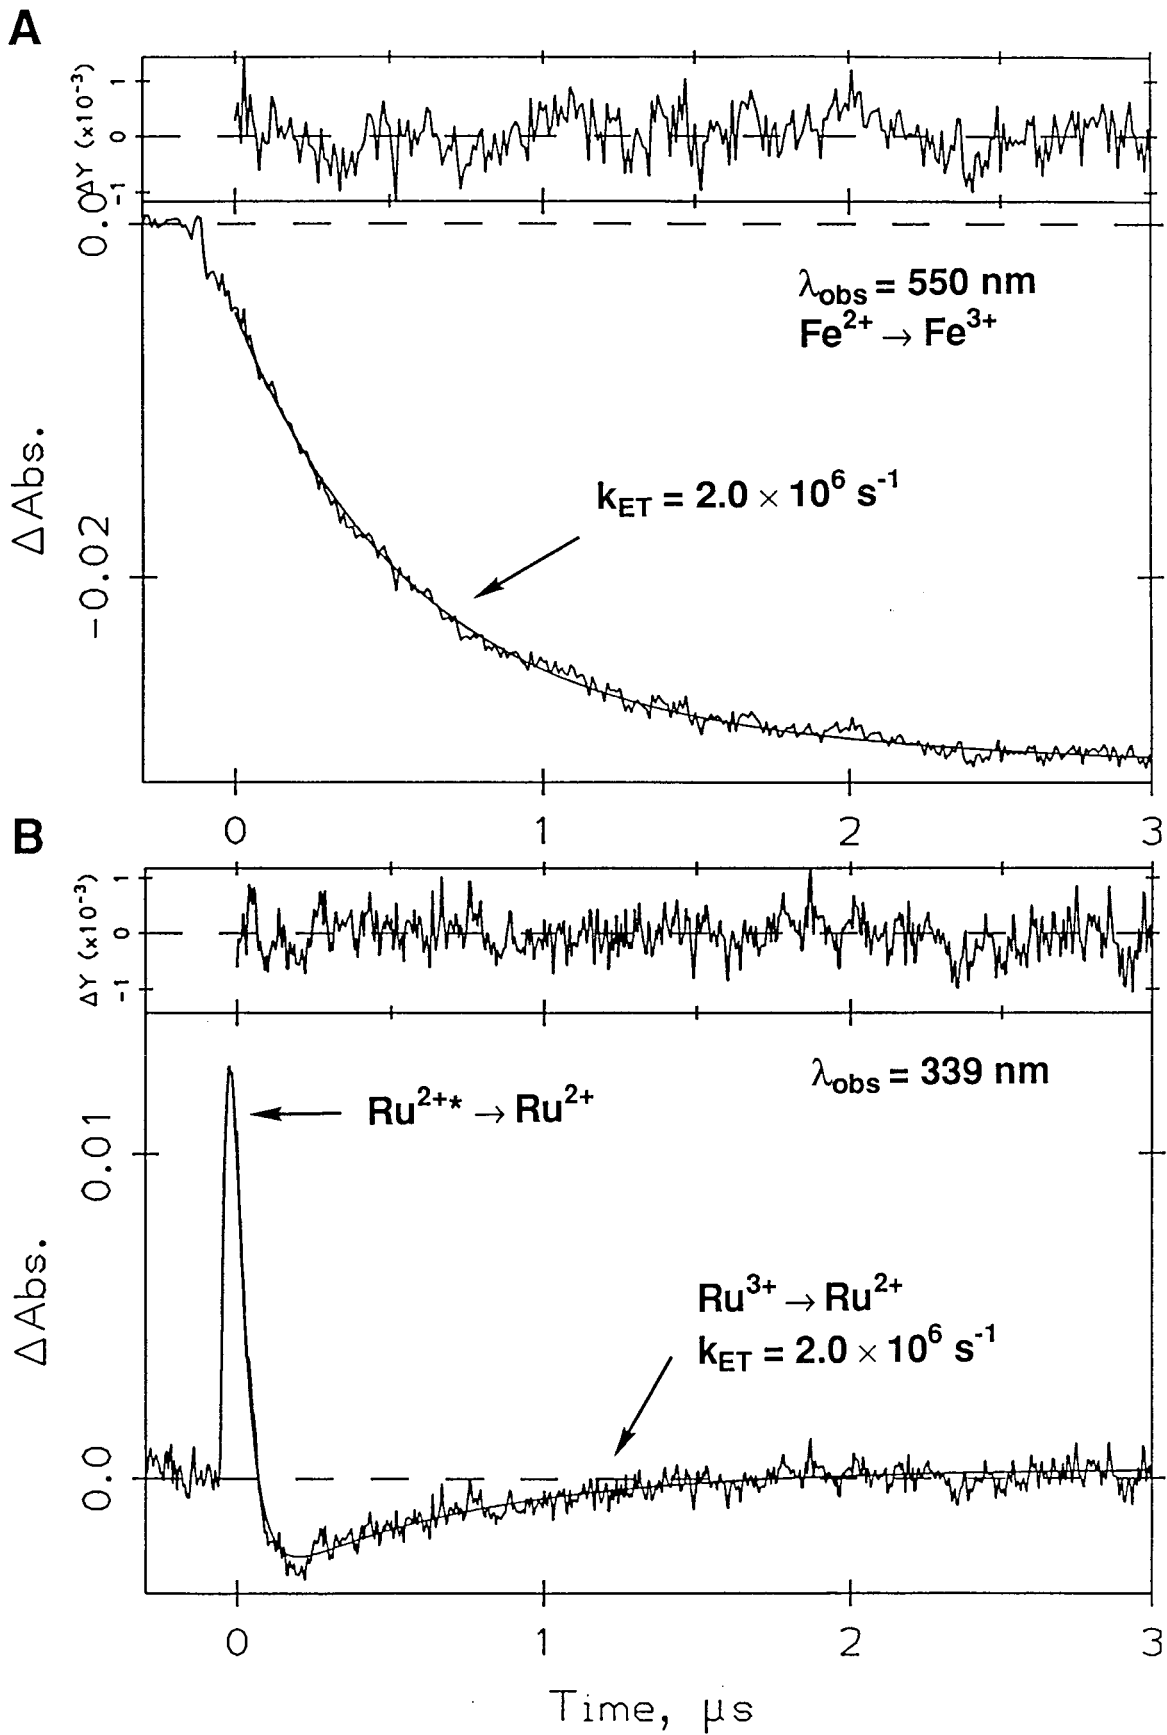 A
ΔY (×10⁻³)
1
0
-1
0.0
λobs = 550 nm
Fe²⁺ → Fe³⁺
kET = 2.0 × 10⁶ s⁻¹
ΔAbs.
-0.02
0 1 2 3
B
ΔY (×10⁻³)
1
0
-1
λobs = 339 nm
Ru²⁺* → Ru²⁺
0.01
ΔAbs.
Ru³⁺ → Ru²⁺
kET = 2.0 × 10⁶ s⁻¹
0.0
0 1 2 3
Time, μs